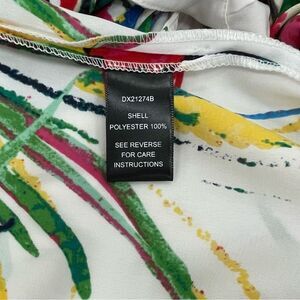 DX21274B
SHELL
POLYESTER 100%
SEE REVERSE
FOR CARE
INSTRUCTIONS